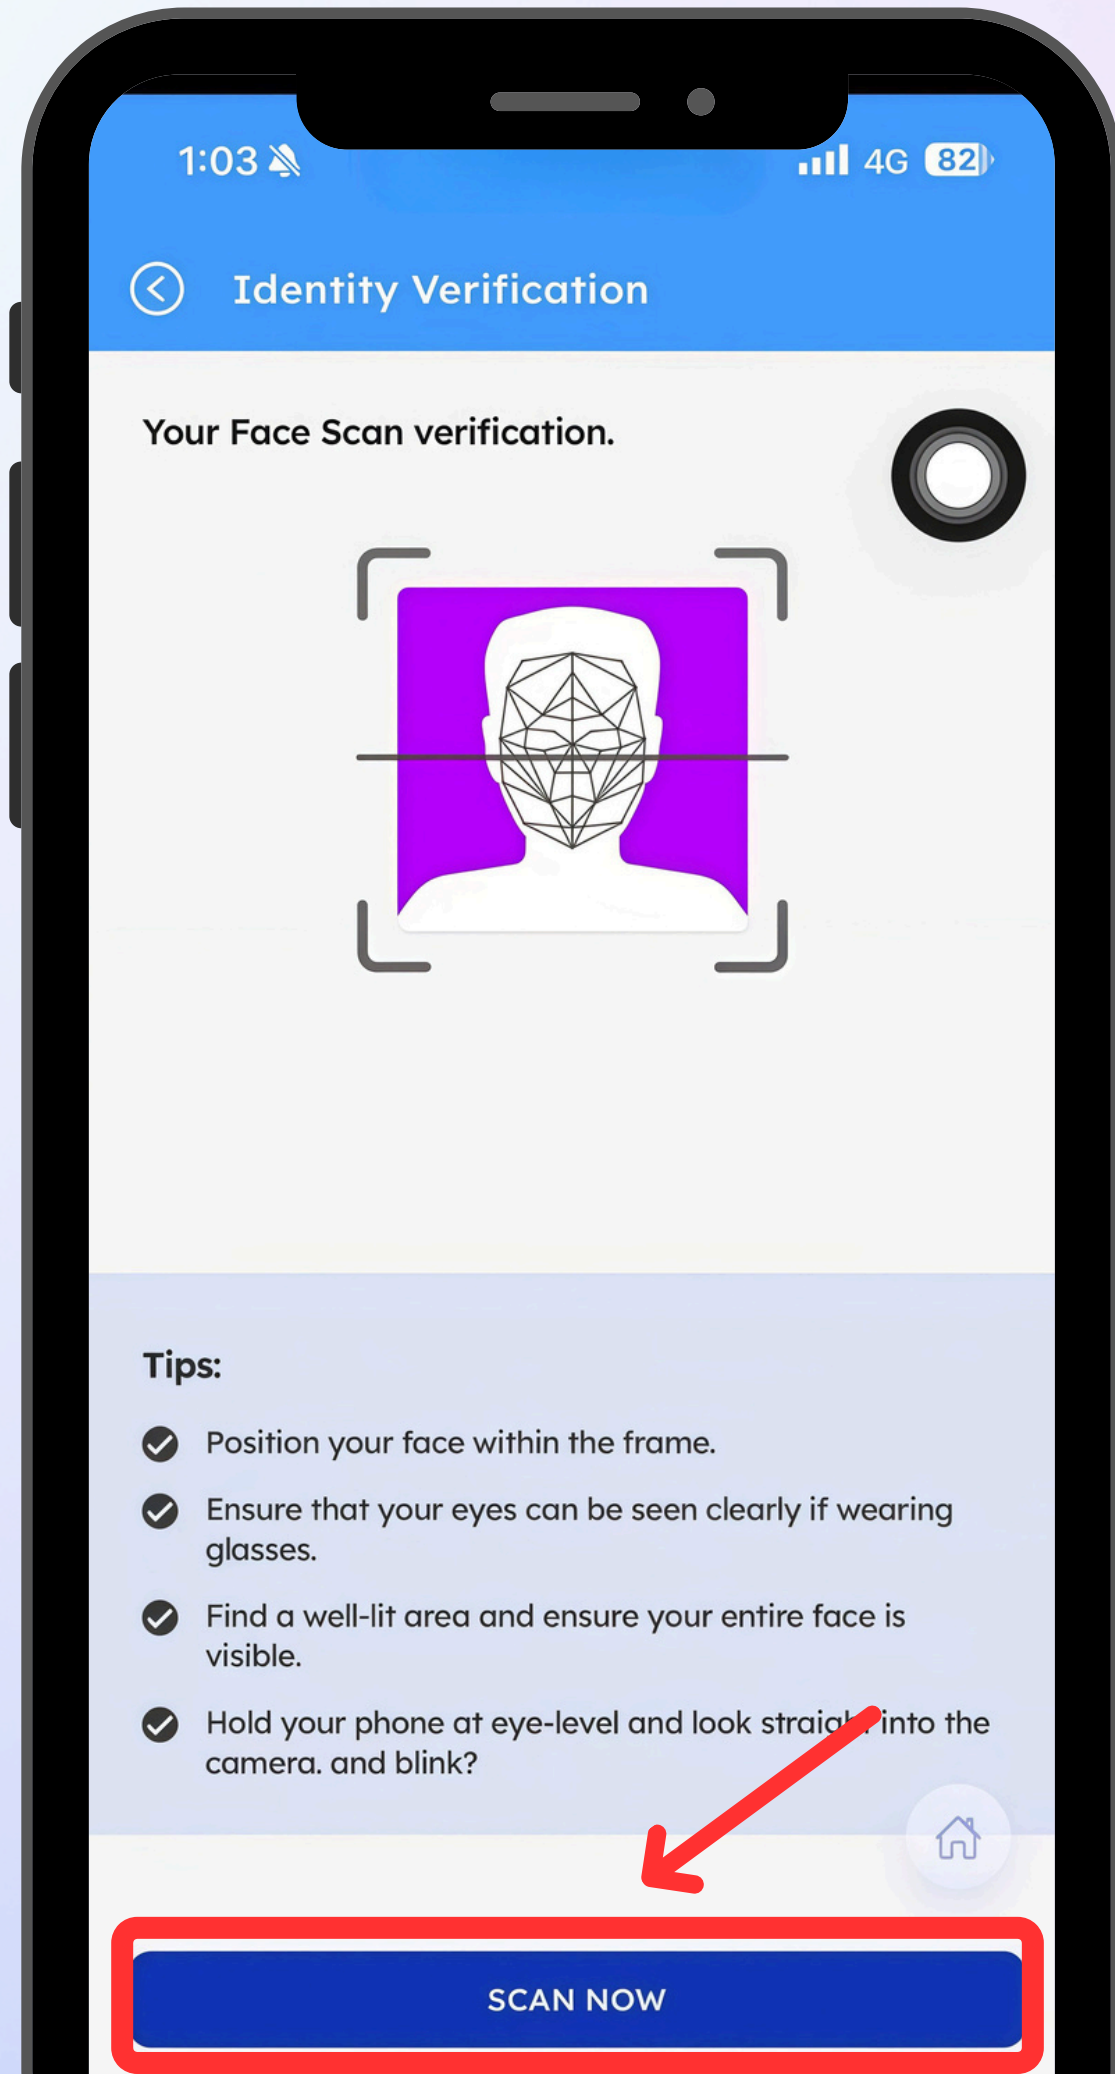 1:03
4G 82
Identity Verification
Your Face Scan verification.
Tips:
Position your face within the frame.
Ensure that your eyes can be seen clearly if wearing
glasses.
Find a well-lit area and ensure your entire face is
visible.
Hold your phone at eye-level and look straight into the
camera. and blink?
SCAN NOW